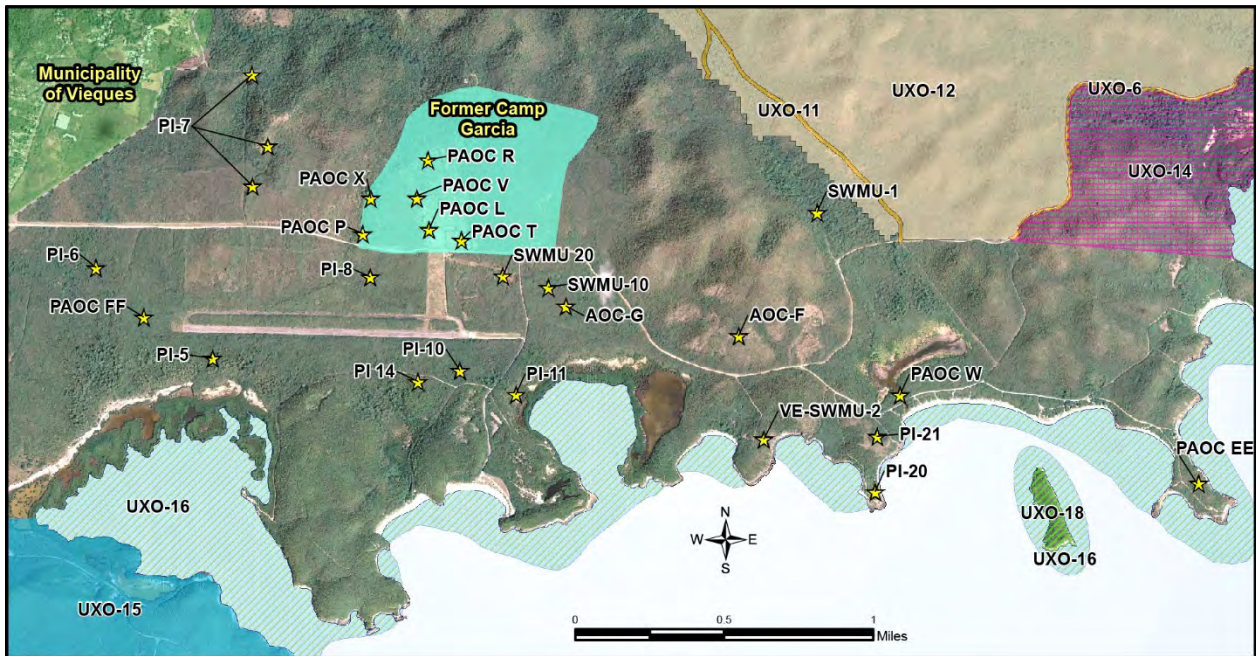 Municipality
of Vieques
Former Camp
Garcia
UXO-6
UXO-12
UXO-11
UXO-14
PI-7
PAOC R
PAOC X
PAOC V
SWMU-1
PAOC L
PAOC P
PAOC T
PI-6
SWMU 20
PI-8
SWMU-10
PAOC FF
AOC-G
AOC-F
PI-5
PI-10
PI 14
PI-11
PAOC W
VE-SWMU-2
PI-21
PAOC EE
PI-20
UXO-16
UXO-18
UXO-16
N
W E
S
UXO-15
0 0.5 1
Miles